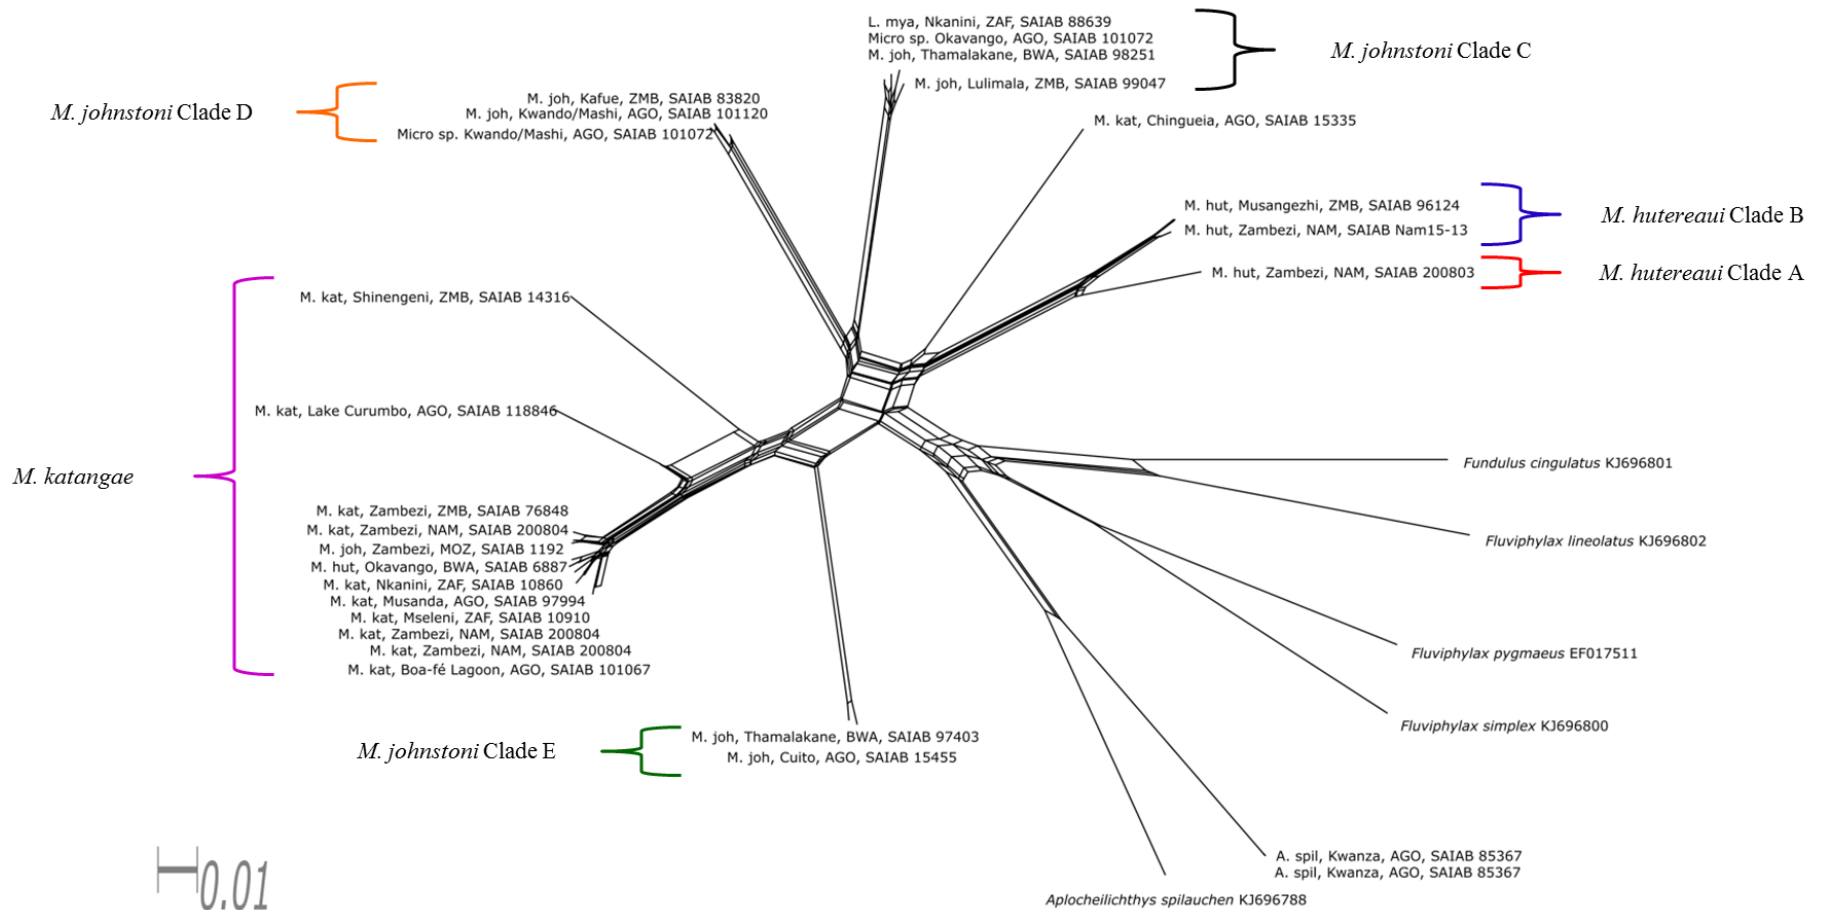 L. mya, Nkanini, ZAF, SAIAB 88639
Micro sp. Okavango, AGO, SAIAB 101072
M. joh, Thamalakane, BWA, SAIAB 98251
M. joh, Lulimala, ZMB, SAIAB 99047
M. johnstoni Clade C
M. johnstoni Clade D
M. joh, Kafue, ZMB, SAIAB 83820
M. joh, Kwando/Mashi, AGO, SAIAB 101120
Micro sp. Kwando/Mashi, AGO, SAIAB 101072
M. kat, Chingueia, AGO, SAIAB 15335
M. hut, Musangezhi, ZMB, SAIAB 96124
M. hut, Zambezi, NAM, SAIAB Nam15-13
M. hutereaui Clade B
M. hut, Zambezi, NAM, SAIAB 200803
M. hutereaui Clade A
M. kat, Shinengeni, ZMB, SAIAB 14316
M. kat, Lake Curumbo, AGO, SAIAB 118846
M. katangae
M. kat, Zambezi, ZMB, SAIAB 76848
M. kat, Zambezi, NAM, SAIAB 200804
M. joh, Zambezi, MOZ, SAIAB 1192
M. hut, Okavango, BWA, SAIAB 6887
M. kat, Nkanini, ZAF, SAIAB 10860
M. kat, Musanda, AGO, SAIAB 97994
M. kat, Mseleni, ZAF, SAIAB 10910
M. kat, Zambezi, NAM, SAIAB 200804
M. kat, Zambezi, NAM, SAIAB 200804
M. kat, Boa-fé Lagoon, AGO, SAIAB 101067
Fundulus cingulatus KJ696801
Fluviphylax lineolatus KJ696802
Fluviphylax pygmaeus EF017511
Fluviphylax simplex KJ696800
M. johnstoni Clade E
M. joh, Thamalakane, BWA, SAIAB 97403
M. joh, Cuito, AGO, SAIAB 15455
A. spil, Kwanza, AGO, SAIAB 85367
A. spil, Kwanza, AGO, SAIAB 85367
Aplocheilichthys spilauchen KJ696788
0.01